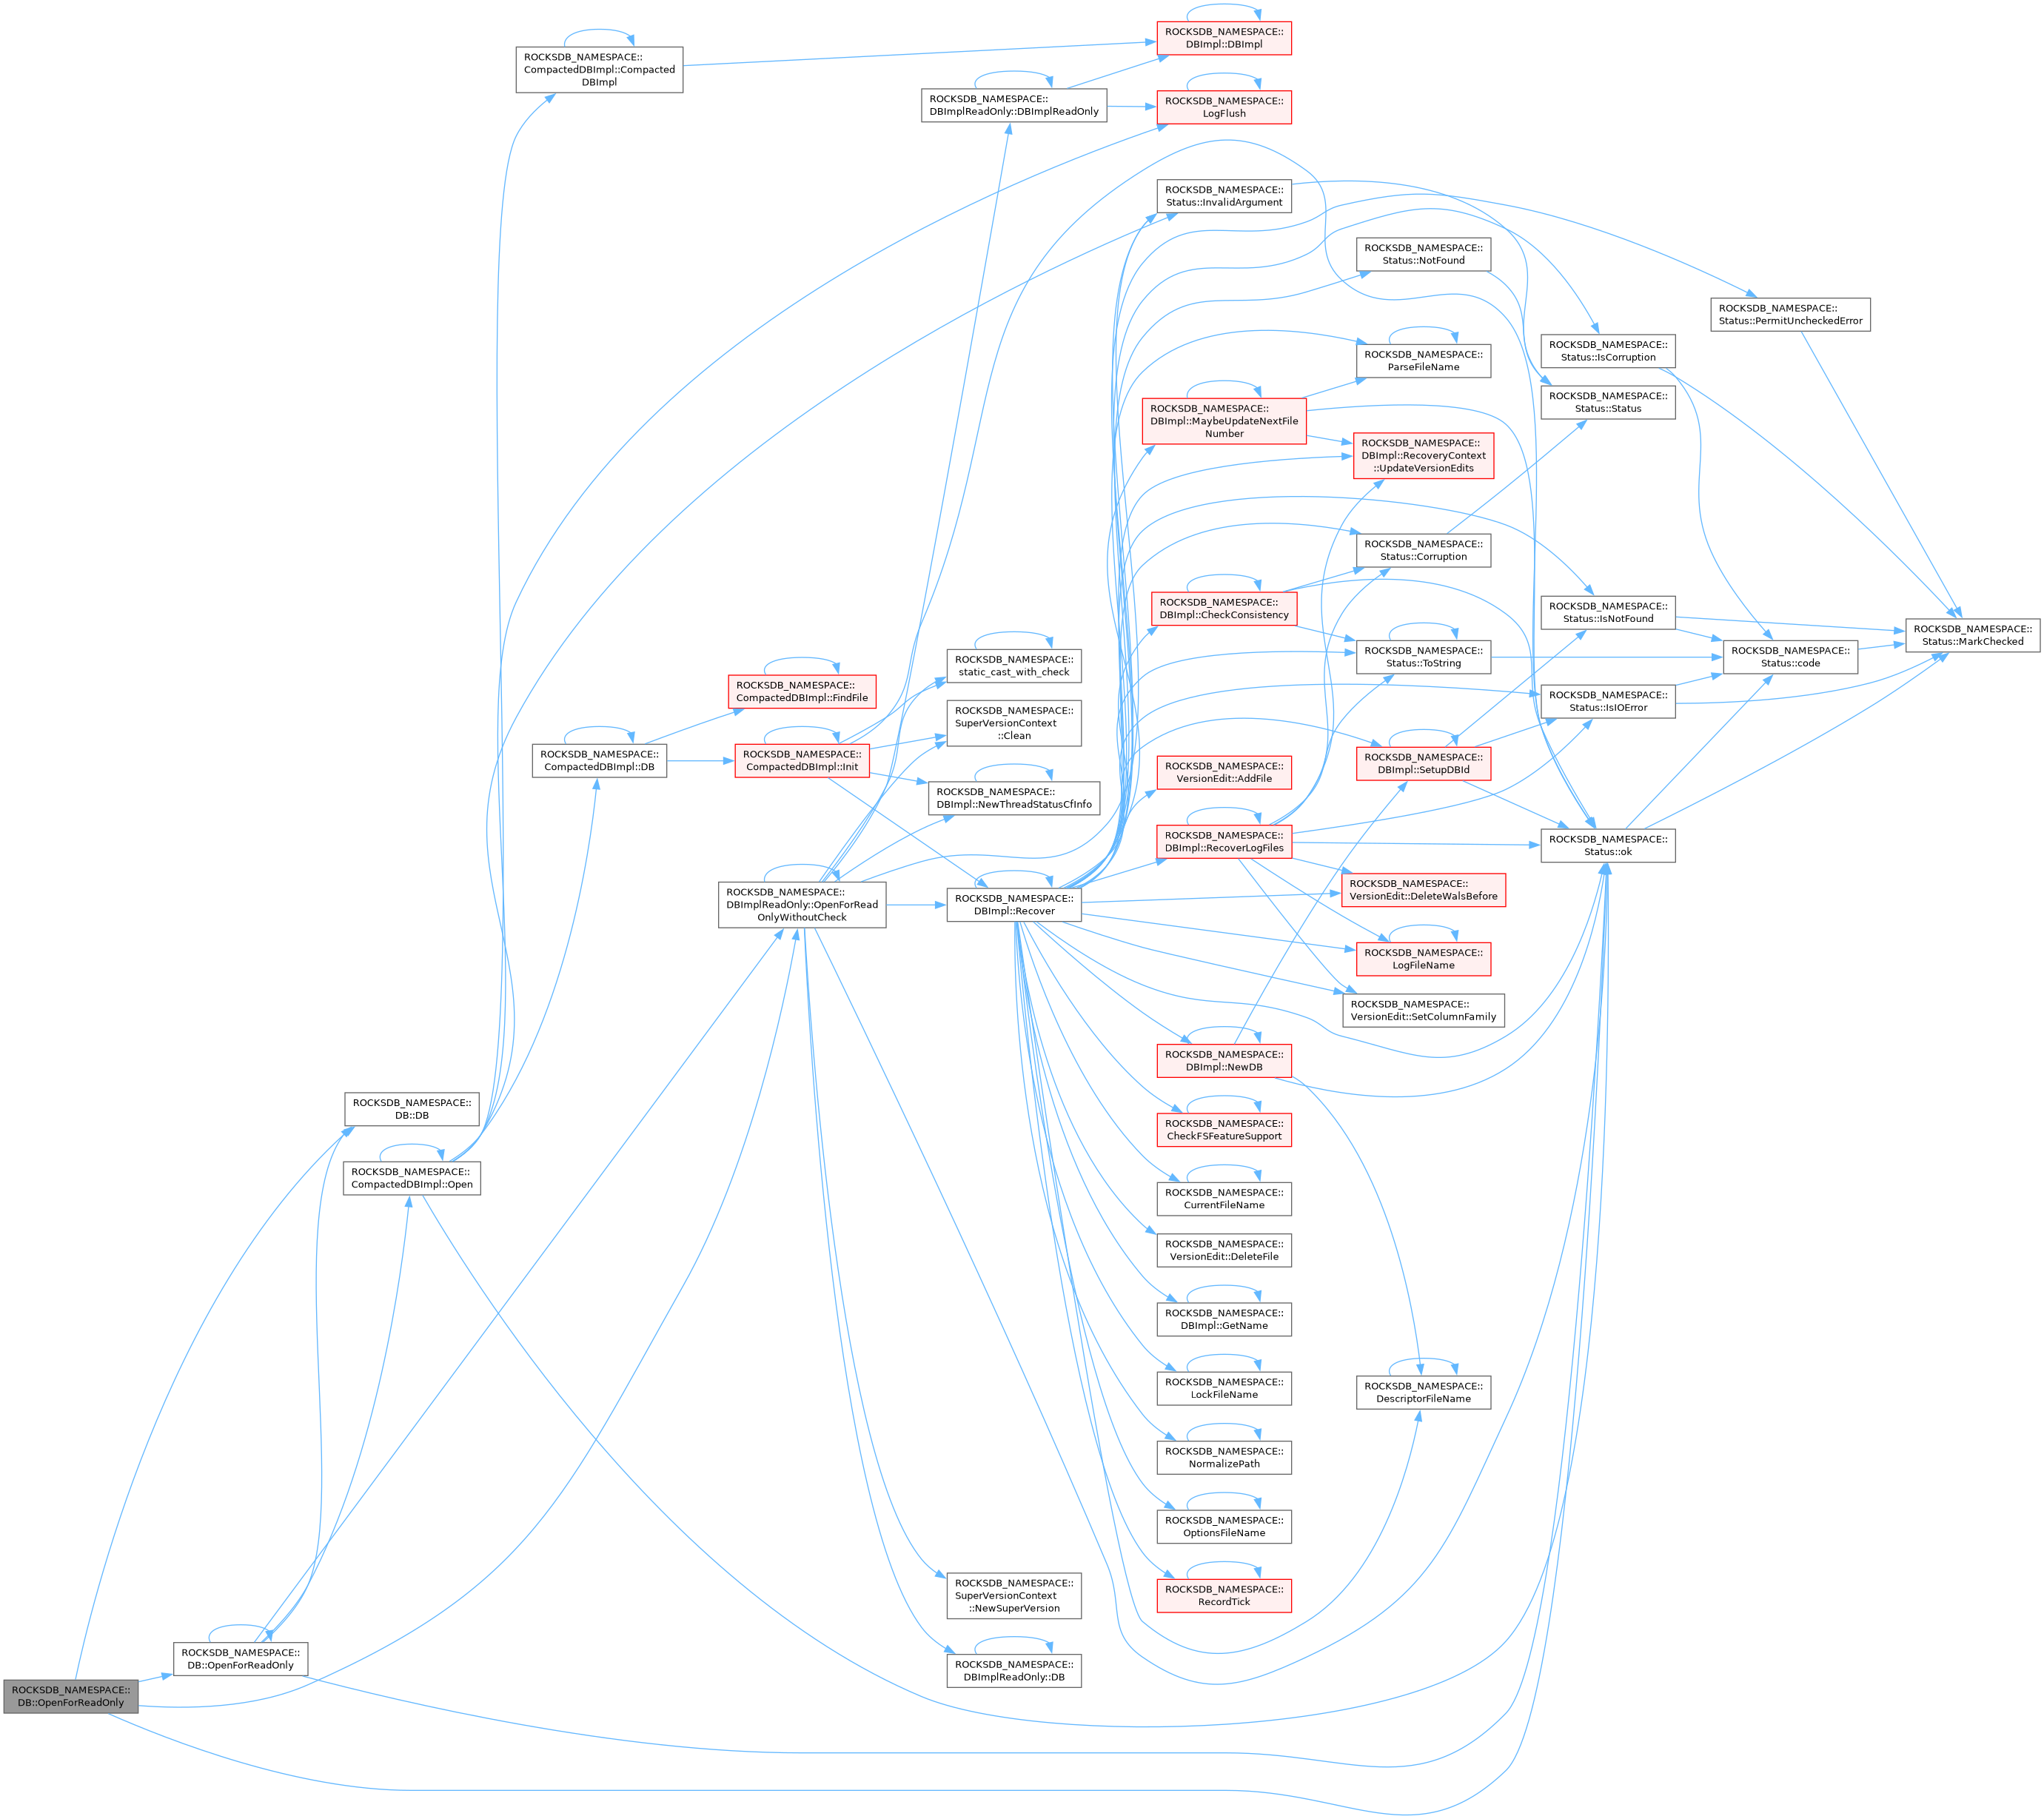 ROCKSDB_NAMESPACE::
DB::OpenForReadOnly
ROCKSDB_NAMESPACE::
DB::OpenForReadOnly
ROCKSDB_NAMESPACE::
DB::DB
ROCKSDB_NAMESPACE::
CompactedDBImpl::Open
ROCKSDB_NAMESPACE::
CompactedDBImpl::Compacted
DBImpl
ROCKSDB_NAMESPACE::
CompactedDBImpl::DB
ROCKSDB_NAMESPACE::
CompactedDBImpl::FindFile
ROCKSDB_NAMESPACE::
CompactedDBImpl::Init
ROCKSDB_NAMESPACE::
DBImplReadOnly::OpenForRead
OnlyWithoutCheck
ROCKSDB_NAMESPACE::
DBImplReadOnly::DBImplReadOnly
ROCKSDB_NAMESPACE::
static_cast_with_check
ROCKSDB_NAMESPACE::
SuperVersionContext
::Clean
ROCKSDB_NAMESPACE::
DBImpl::NewThreadStatusCfInfo
ROCKSDB_NAMESPACE::
DBImpl::Recover
ROCKSDB_NAMESPACE::
SuperVersionContext
::NewSuperVersion
ROCKSDB_NAMESPACE::
DBImplReadOnly::DB
ROCKSDB_NAMESPACE::
DBImpl::DBImpl
ROCKSDB_NAMESPACE::
LogFlush
ROCKSDB_NAMESPACE::
Status::InvalidArgument
ROCKSDB_NAMESPACE::
DBImpl::MaybeUpdateNextFile
Number
ROCKSDB_NAMESPACE::
DBImpl::CheckConsistency
ROCKSDB_NAMESPACE::
VersionEdit::AddFile
ROCKSDB_NAMESPACE::
DBImpl::RecoverLogFiles
ROCKSDB_NAMESPACE::
DBImpl::NewDB
ROCKSDB_NAMESPACE::
CheckFSFeatureSupport
ROCKSDB_NAMESPACE::
CurrentFileName
ROCKSDB_NAMESPACE::
VersionEdit::DeleteFile
ROCKSDB_NAMESPACE::
DBImpl::GetName
ROCKSDB_NAMESPACE::
LockFileName
ROCKSDB_NAMESPACE::
NormalizePath
ROCKSDB_NAMESPACE::
OptionsFileName
ROCKSDB_NAMESPACE::
RecordTick
ROCKSDB_NAMESPACE::
Status::NotFound
ROCKSDB_NAMESPACE::
ParseFileName
ROCKSDB_NAMESPACE::
DBImpl::RecoveryContext
::UpdateVersionEdits
ROCKSDB_NAMESPACE::
Status::Corruption
ROCKSDB_NAMESPACE::
Status::ToString
ROCKSDB_NAMESPACE::
DBImpl::SetupDBId
ROCKSDB_NAMESPACE::
VersionEdit::DeleteWalsBefore
ROCKSDB_NAMESPACE::
LogFileName
ROCKSDB_NAMESPACE::
VersionEdit::SetColumnFamily
ROCKSDB_NAMESPACE::
DescriptorFileName
ROCKSDB_NAMESPACE::
Status::IsCorruption
ROCKSDB_NAMESPACE::
Status::Status
ROCKSDB_NAMESPACE::
Status::IsNotFound
ROCKSDB_NAMESPACE::
Status::IsIOError
ROCKSDB_NAMESPACE::
Status::ok
ROCKSDB_NAMESPACE::
Status::PermitUncheckedError
ROCKSDB_NAMESPACE::
Status::code
ROCKSDB_NAMESPACE::
Status::MarkChecked